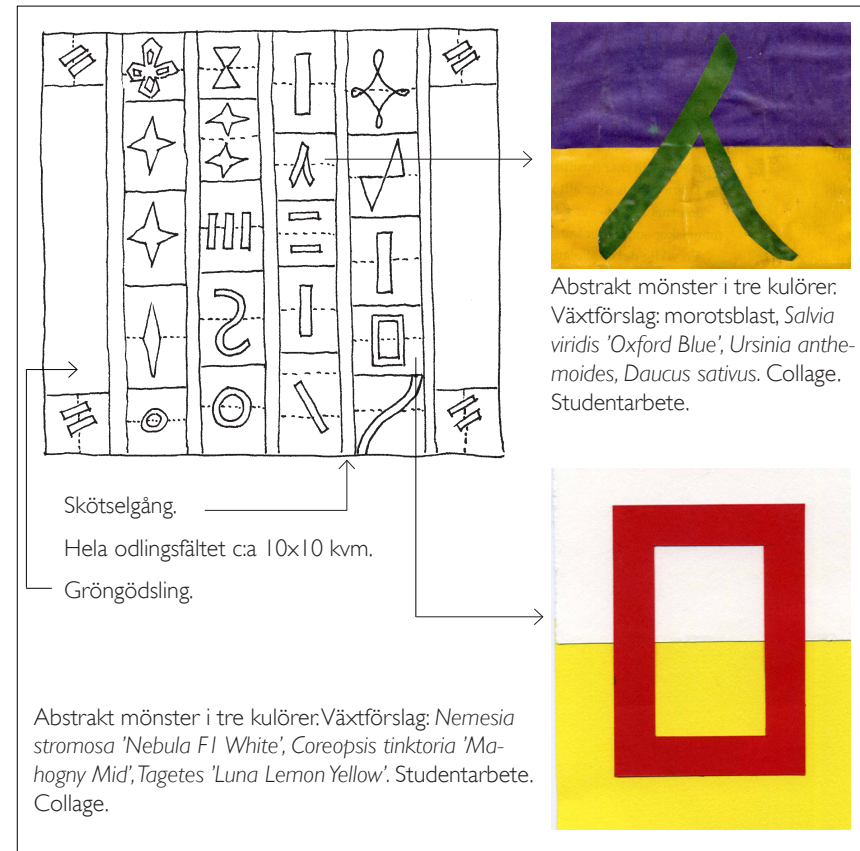 Abstrakt mönster i tre kulörer.
Växtförslag: morotsblast, Salvia
viridis ’Oxford Blue’, Ursinia anthe-
moides, Daucus sativus. Collage.
Studentarbete.
Skötselgång.
Hela odlingsfältet c:a 10x10 kvm.
Gröngödsling.
Abstrakt mönster i tre kulörer. Växtförslag: Nemesia
stromosa ’Nebula F1 White’, Coreopsis tinktoria ’Ma-
hogny Mid’, Tagetes ’Luna Lemon Yellow’. Studentarbete.
Collage.